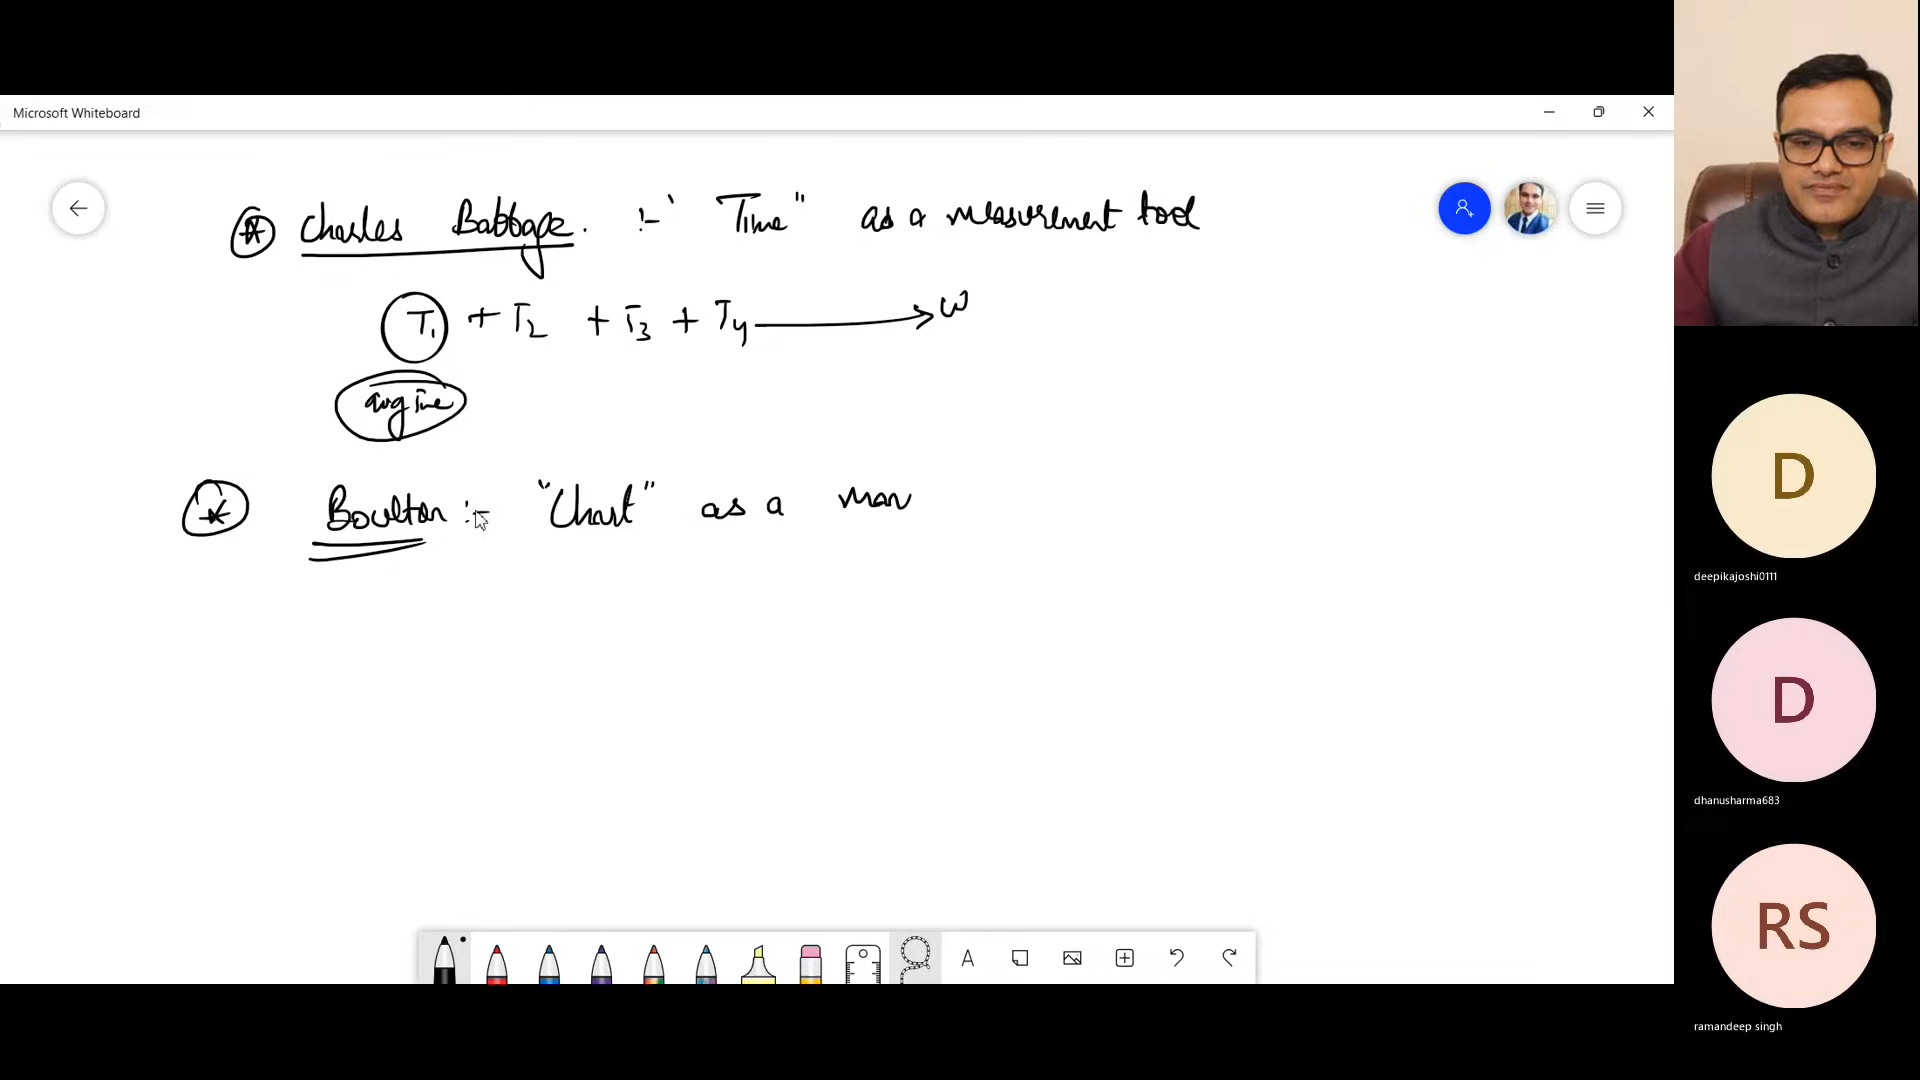 Microsoft Whiteboard
Charles Babbage. :- ' Time" as a measurement tool
T1 + T2 + T3 + T4 → W
avg time
Boulton :- "Chart" as a man
A
D
deepikajoshi0111
D
dhanusharma683
RS
ramandeep singh